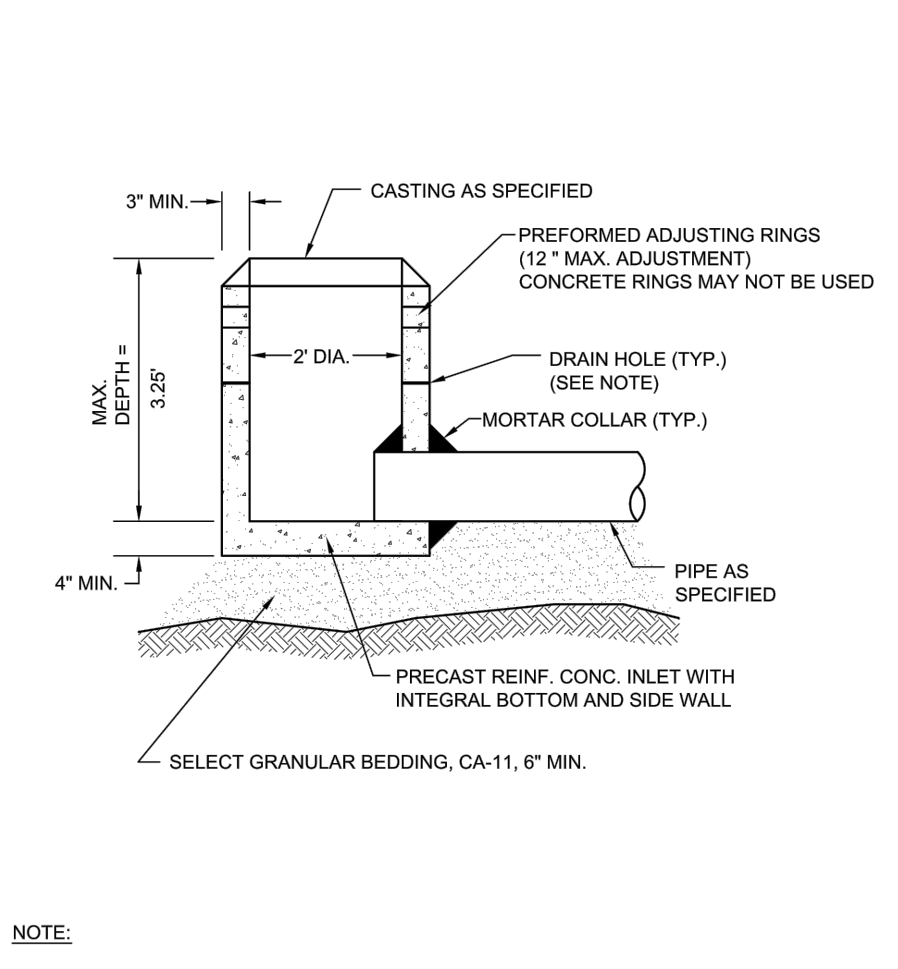 3" MIN.
CASTING AS SPECIFIED
PREFORMED ADJUSTING RINGS
(12 " MAX. ADJUSTMENT)
CONCRETE RINGS MAY NOT BE USED
MAX.
DEPTH =
3.25'
2' DIA.
DRAIN HOLE (TYP.)
(SEE NOTE)
MORTAR COLLAR (TYP.)
4" MIN.
PIPE AS
SPECIFIED
PRECAST REINF. CONC. INLET WITH
INTEGRAL BOTTOM AND SIDE WALL
SELECT GRANULAR BEDDING, CA-11, 6" MIN.
NOTE: